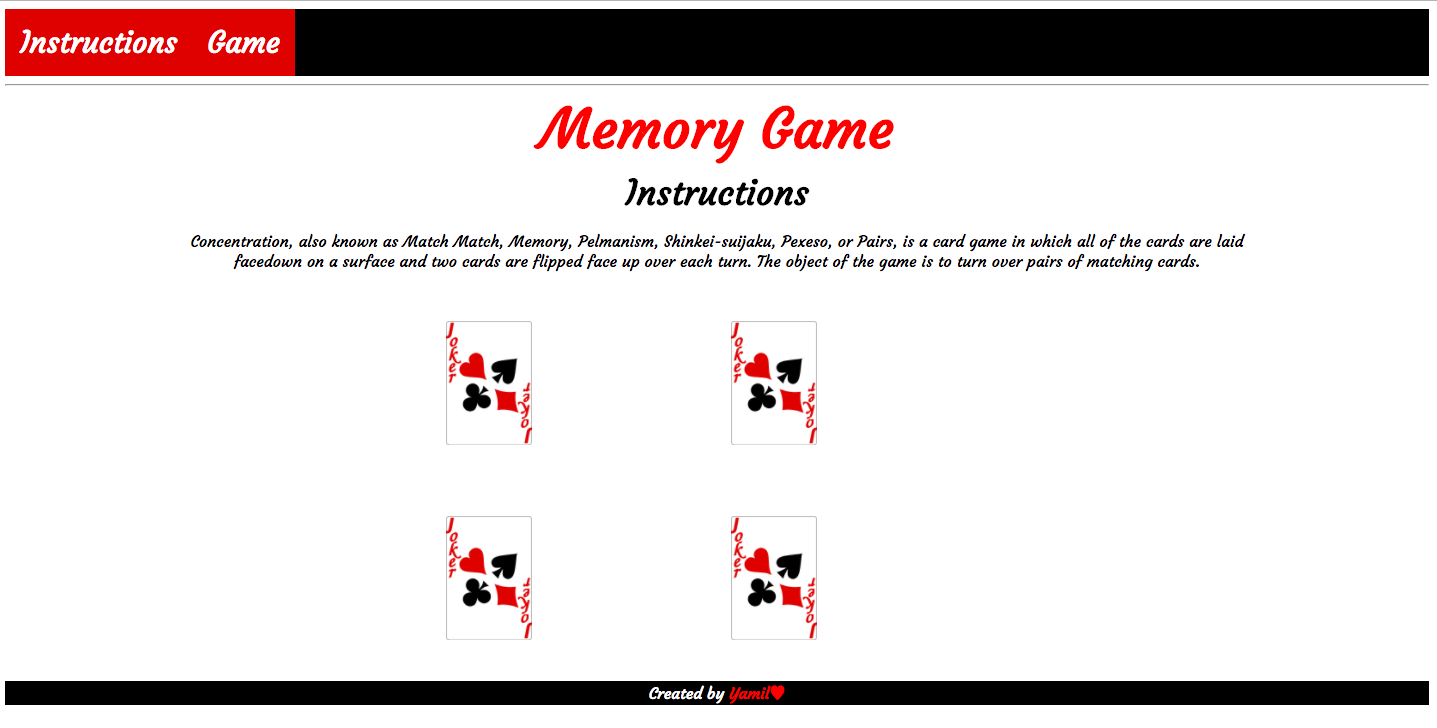 Instructions Game
Memory Game
Instructions
Concentration, also known as Match Match, Memory, Pelmanism, Shinkei-suijaku, Pexeso, or Pairs, is a card game in which all of the cards are laid
facedown on a surface and two cards are flipped face up over each turn. The object of the game is to turn over pairs of matching cards.
Joker Joker
Joker Joker
Joker Joker
Joker Joker
Created by Yamil♥